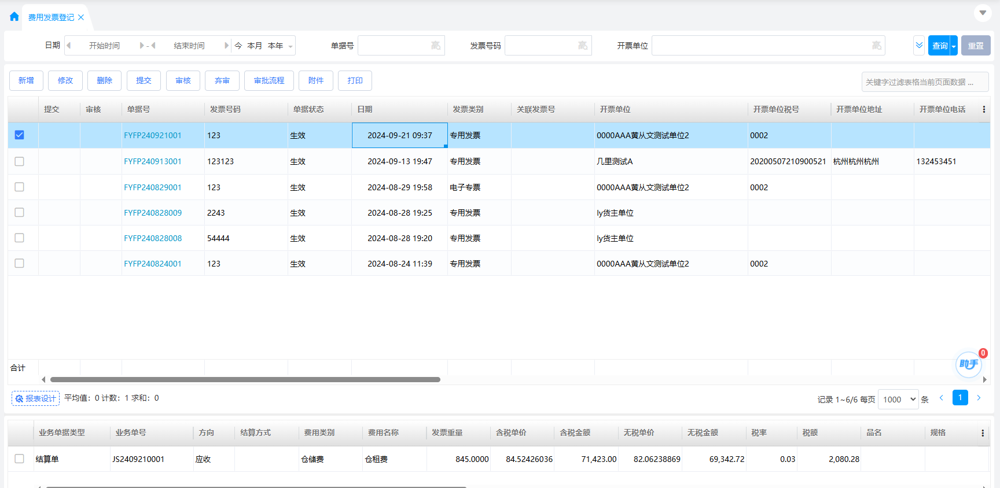 费用发票登记
日期 开始时间 - 结束时间 今 本月 本年 单据号 高 发票号码 高 开票单位 高 查询 重置
新增 修改 删除 提交 审核 弃审 审批流程 附件 打印 关键字过滤表格当前页面数据 ...
提交 审核 单据号 发票号码 单据状态 日期 发票类别 关联发票号 开票单位 开票单位税号 开票单位地址 开票单位电话
FYFP240921001 123 生效 2024-09-21 09:37 专用发票 0000AAA黄从文测试单位2 0002
FYFP240913001 123123 生效 2024-09-13 19:47 专用发票 几里测试A 20200507210900521 杭州杭州杭州 132453451
FYFP240829001 123 生效 2024-08-29 19:58 电子专票 0000AAA黄从文测试单位2 0002
FYFP240828009 2243 生效 2024-08-28 19:25 专用发票 ly货主单位
FYFP240828008 54444 生效 2024-08-28 19:20 专用发票 ly货主单位
FYFP240824001 123 生效 2024-08-24 11:39 专用发票 0000AAA黄从文测试单位2 0002
0
助手
合计
报表设计 平均值：0 计数：1 求和：0 记录 1~6/6 每页 1000 条 1
业务单据类型 业务单号 方向 结算方式 费用类别 费用名称 发票重量 含税单价 含税金额 无税单价 无税金额 税率 税额 品名 规格
结算单 JS2409210001 应收 仓储费 仓租费 845.0000 84.52426036 71,423.00 82.06238869 69,342.72 0.03 2,080.28